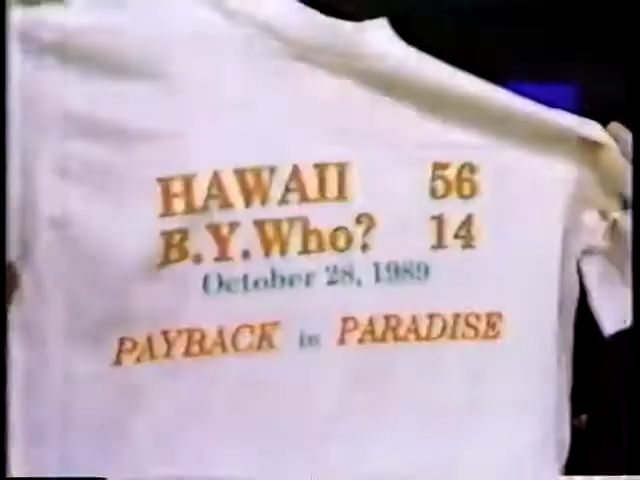 HAWAII 56
B.Y.Who? 14
October 28, 1989
PAYBACK in PARADISE